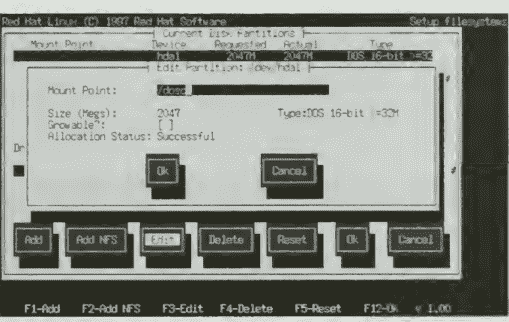 Red Hat Linux (C) 1997 Red Hat Software Setup filesystems
Current Disk Partitions
Mount Point Device Requested Actual Type
hda1 2047M 2047M DOS 16-bit >=32
Edit Partition: /dev/hda1
Mount Point: /dosc
Size (Megs): 2047 Type:DOS 16-bit >=32M
Growable?: [ ]
Allocation Status: Successful
Dr
Ok Cancel
Add Add NFS Edit Delete Reset Ok Cancel
F1-Add F2-Add NFS F3-Edit F4-Delete F5-Reset F12-Ok v 1.00